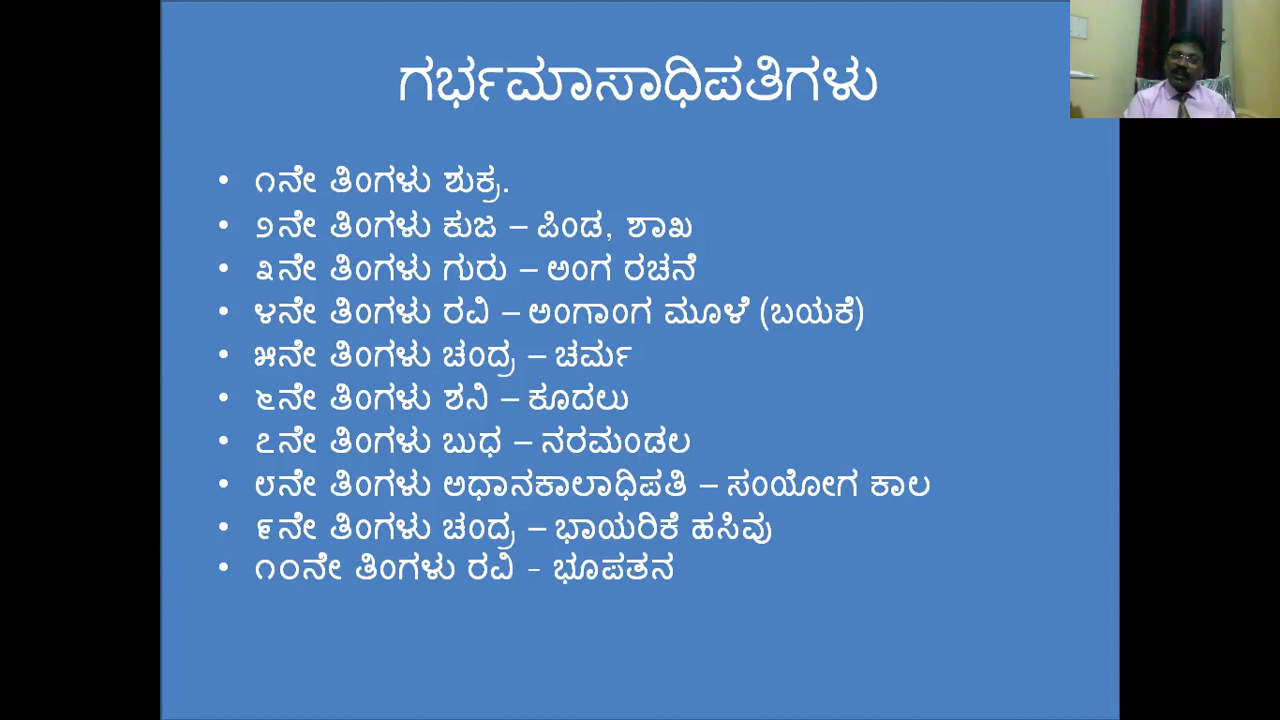 ಗರ್ಭಮಾಸಾಧಿಪತಿಗಳು
• ೧ನೇ ತಿಂಗಳು ಶುಕ್ರ.
• ೨ನೇ ತಿಂಗಳು ಕುಜ – ಪಿಂಡ, ಶಾಖ
• ೩ನೇ ತಿಂಗಳು ಗುರು – ಅಂಗ ರಚನೆ
• ೪ನೇ ತಿಂಗಳು ರವಿ – ಅಂಗಾಂಗ ಮೂಳೆ (ಬಯಕೆ)
• ೫ನೇ ತಿಂಗಳು ಚಂದ್ರ – ಚರ್ಮ
• ೬ನೇ ತಿಂಗಳು ಶನಿ – ಕೂದಲು
• ೭ನೇ ತಿಂಗಳು ಬುಧ – ನರಮಂಡಲ
• ೮ನೇ ತಿಂಗಳು ಅಧಾನಕಾಲಾಧಿಪತಿ – ಸಂಯೋಗ ಕಾಲ
• ೯ನೇ ತಿಂಗಳು ಚಂದ್ರ – ಭಾಯರಿಕೆ ಹಸಿವು
• ೧೦ನೇ ತಿಂಗಳು ರವಿ - ಭೂಪತನ